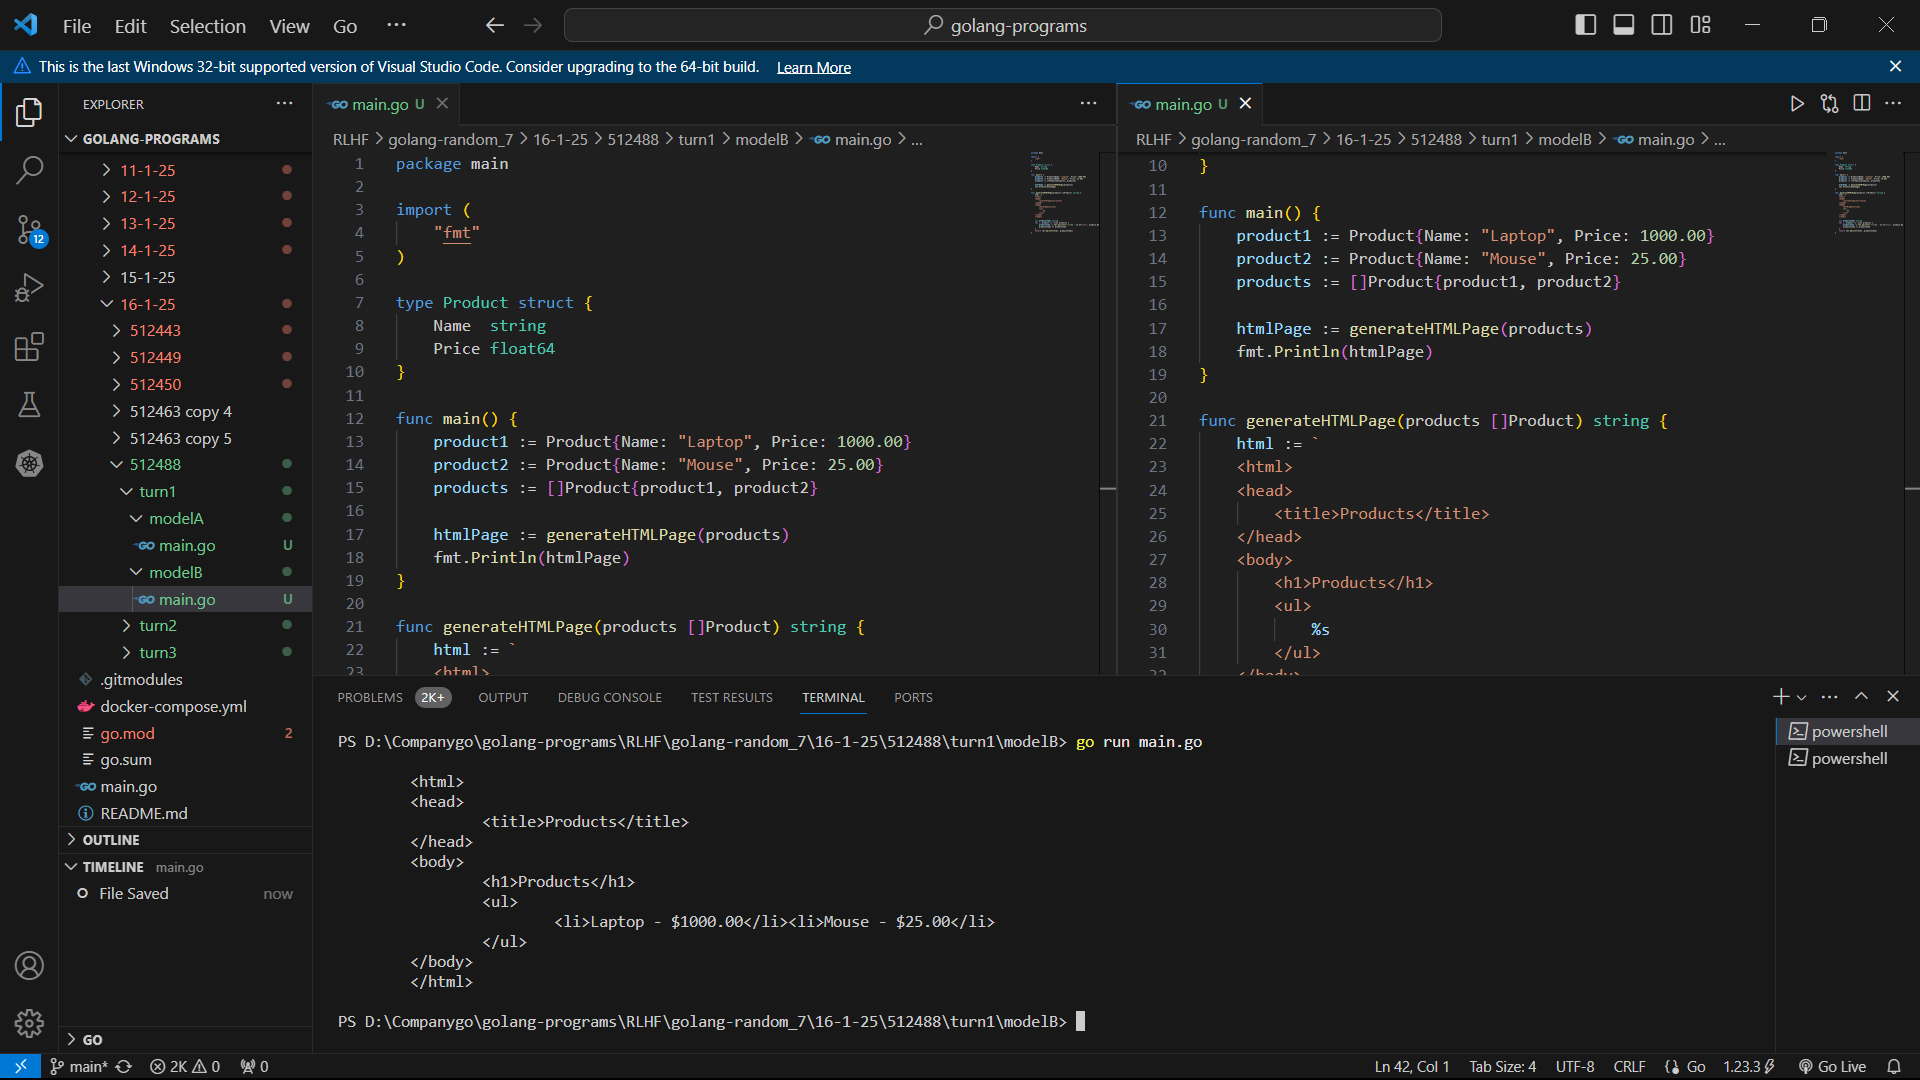 File Edit Selection View Go ···
golang-programs
This is the last Windows 32-bit supported version of Visual Studio Code. Consider upgrading to the 64-bit build. Learn More
EXPLORER
GOLANG-PROGRAMS
11-1-25
12-1-25
13-1-25
14-1-25
15-1-25
16-1-25
512443
512449
512450
512463 copy 4
512463 copy 5
512488
turn1
modelA
main.go U
modelB
main.go U
turn2
turn3
.gitmodules
docker-compose.yml
go.mod 2
go.sum
main.go
README.md
OUTLINE
TIMELINE main.go
File Saved now
GO
12
main.go U
RLHF > golang-random_7 > 16-1-25 > 512488 > turn1 > modelB > main.go > ...
1 package main
2
3 import (
4 "fmt"
5 )
6
7 type Product struct {
8 Name string
9 Price float64
10 }
11
12 func main() {
13 product1 := Product{Name: "Laptop", Price: 1000.00}
14 product2 := Product{Name: "Mouse", Price: 25.00}
15 products := []Product{product1, product2}
16
17 htmlPage := generateHTMLPage(products)
18 fmt.Println(htmlPage)
19 }
20
21 func generateHTMLPage(products []Product) string {
22 html := `
23 <html>
main.go U
RLHF > golang-random_7 > 16-1-25 > 512488 > turn1 > modelB > main.go > ...
10 }
11
12 func main() {
13 product1 := Product{Name: "Laptop", Price: 1000.00}
14 product2 := Product{Name: "Mouse", Price: 25.00}
15 products := []Product{product1, product2}
16
17 htmlPage := generateHTMLPage(products)
18 fmt.Println(htmlPage)
19 }
20
21 func generateHTMLPage(products []Product) string {
22 html := `
23 <html>
24 <head>
25 <title>Products</title>
26 </head>
27 <body>
28 <h1>Products</h1>
29 <ul>
30 %s
31 </ul>
32 </body>
PROBLEMS 2K+ OUTPUT DEBUG CONSOLE TEST RESULTS TERMINAL PORTS
PS D:\Companygo\golang-programs\RLHF\golang-random_7\16-1-25\512488\turn1\modelB> go run main.go
<html>
<head>
<title>Products</title>
</head>
<body>
<h1>Products</h1>
<ul>
<li>Laptop - $1000.00</li><li>Mouse - $25.00</li>
</ul>
</body>
</html>
PS D:\Companygo\golang-programs\RLHF\golang-random_7\16-1-25\512488\turn1\modelB>
powershell
powershell
main* 2K 0 0 Ln 42, Col 1 Tab Size: 4 UTF-8 CRLF Go 1.23.3 Go Live